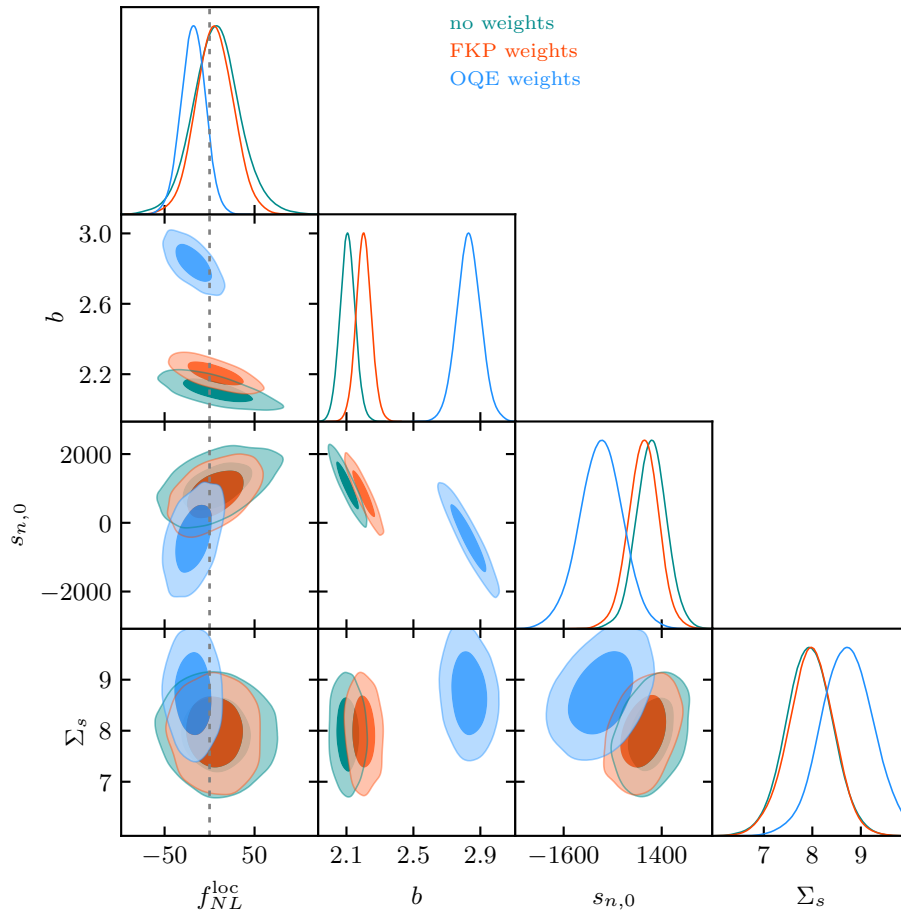 no weights
FKP weights
OQE weights
3.0
2.6
2.2
b
2000
0
−2000
s_{n,0}
9
8
7
Σ_s
−50 50
f_{NL}^{loc}
2.1 2.5 2.9
b
−1600 1400
s_{n,0}
7 8 9
Σ_s